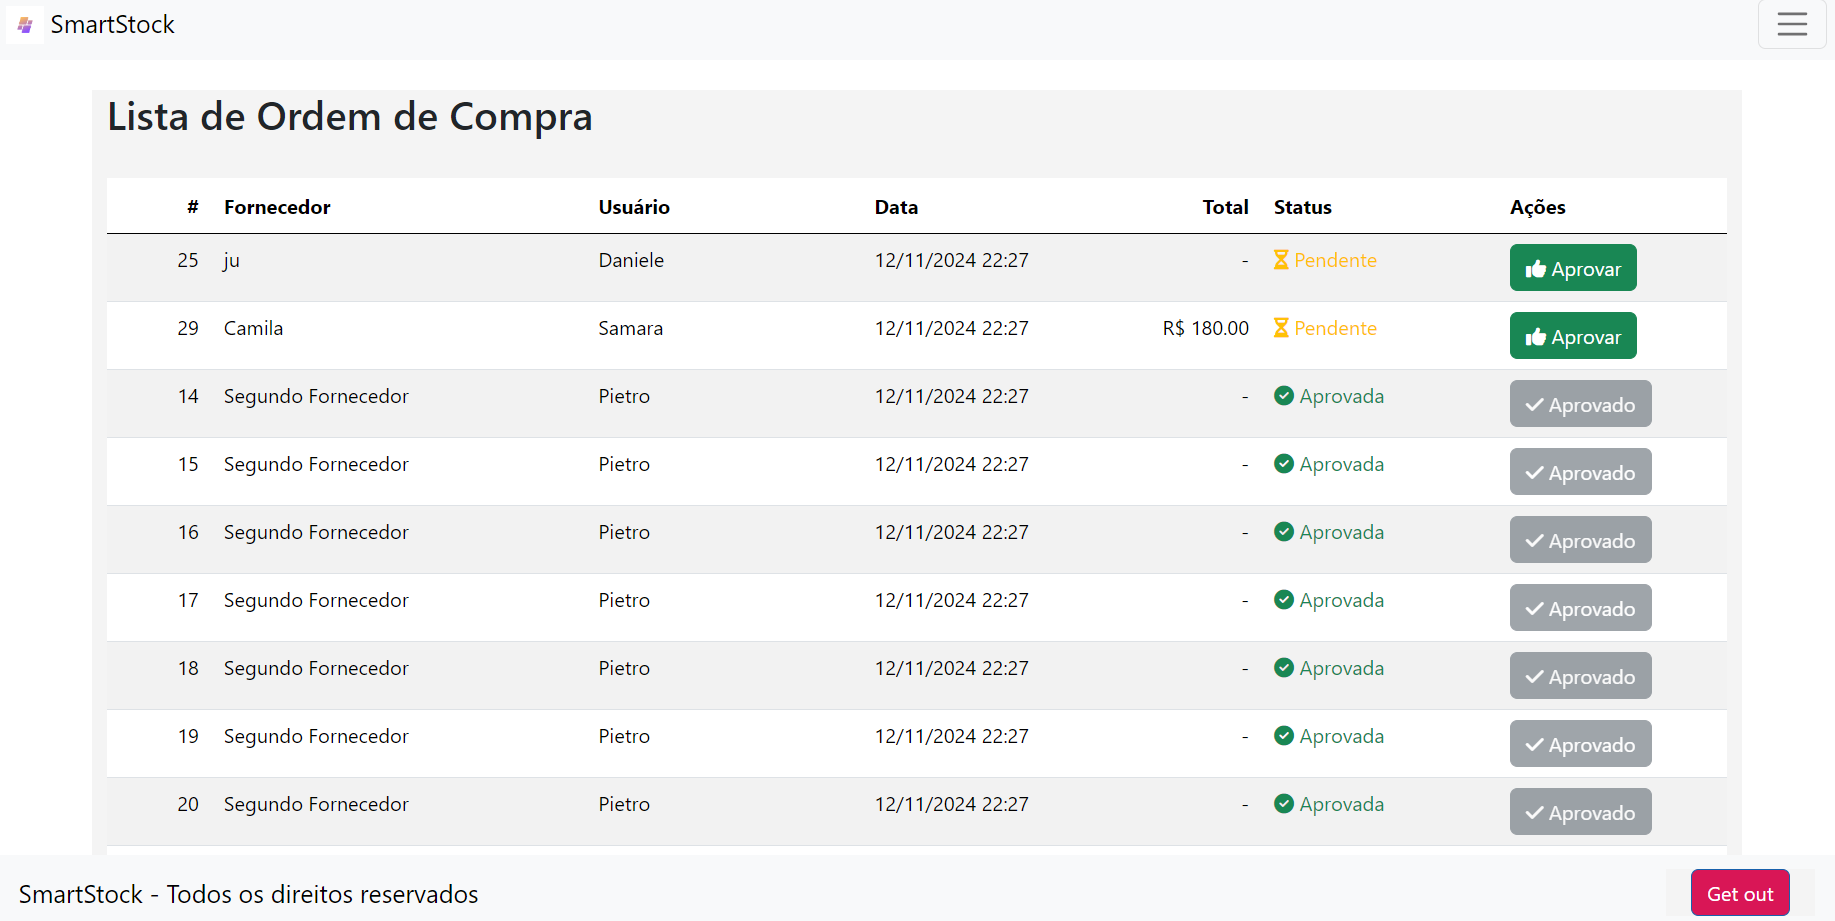 SmartStock
Lista de Ordem de Compra
# Fornecedor Usuário Data Total Status Ações
25 ju Daniele 12/11/2024 22:27 - Pendente Aprovar
29 Camila Samara 12/11/2024 22:27 R$ 180.00 Pendente Aprovar
14 Segundo Fornecedor Pietro 12/11/2024 22:27 - Aprovada Aprovado
15 Segundo Fornecedor Pietro 12/11/2024 22:27 - Aprovada Aprovado
16 Segundo Fornecedor Pietro 12/11/2024 22:27 - Aprovada Aprovado
17 Segundo Fornecedor Pietro 12/11/2024 22:27 - Aprovada Aprovado
18 Segundo Fornecedor Pietro 12/11/2024 22:27 - Aprovada Aprovado
19 Segundo Fornecedor Pietro 12/11/2024 22:27 - Aprovada Aprovado
20 Segundo Fornecedor Pietro 12/11/2024 22:27 - Aprovada Aprovado
SmartStock - Todos os direitos reservados Get out